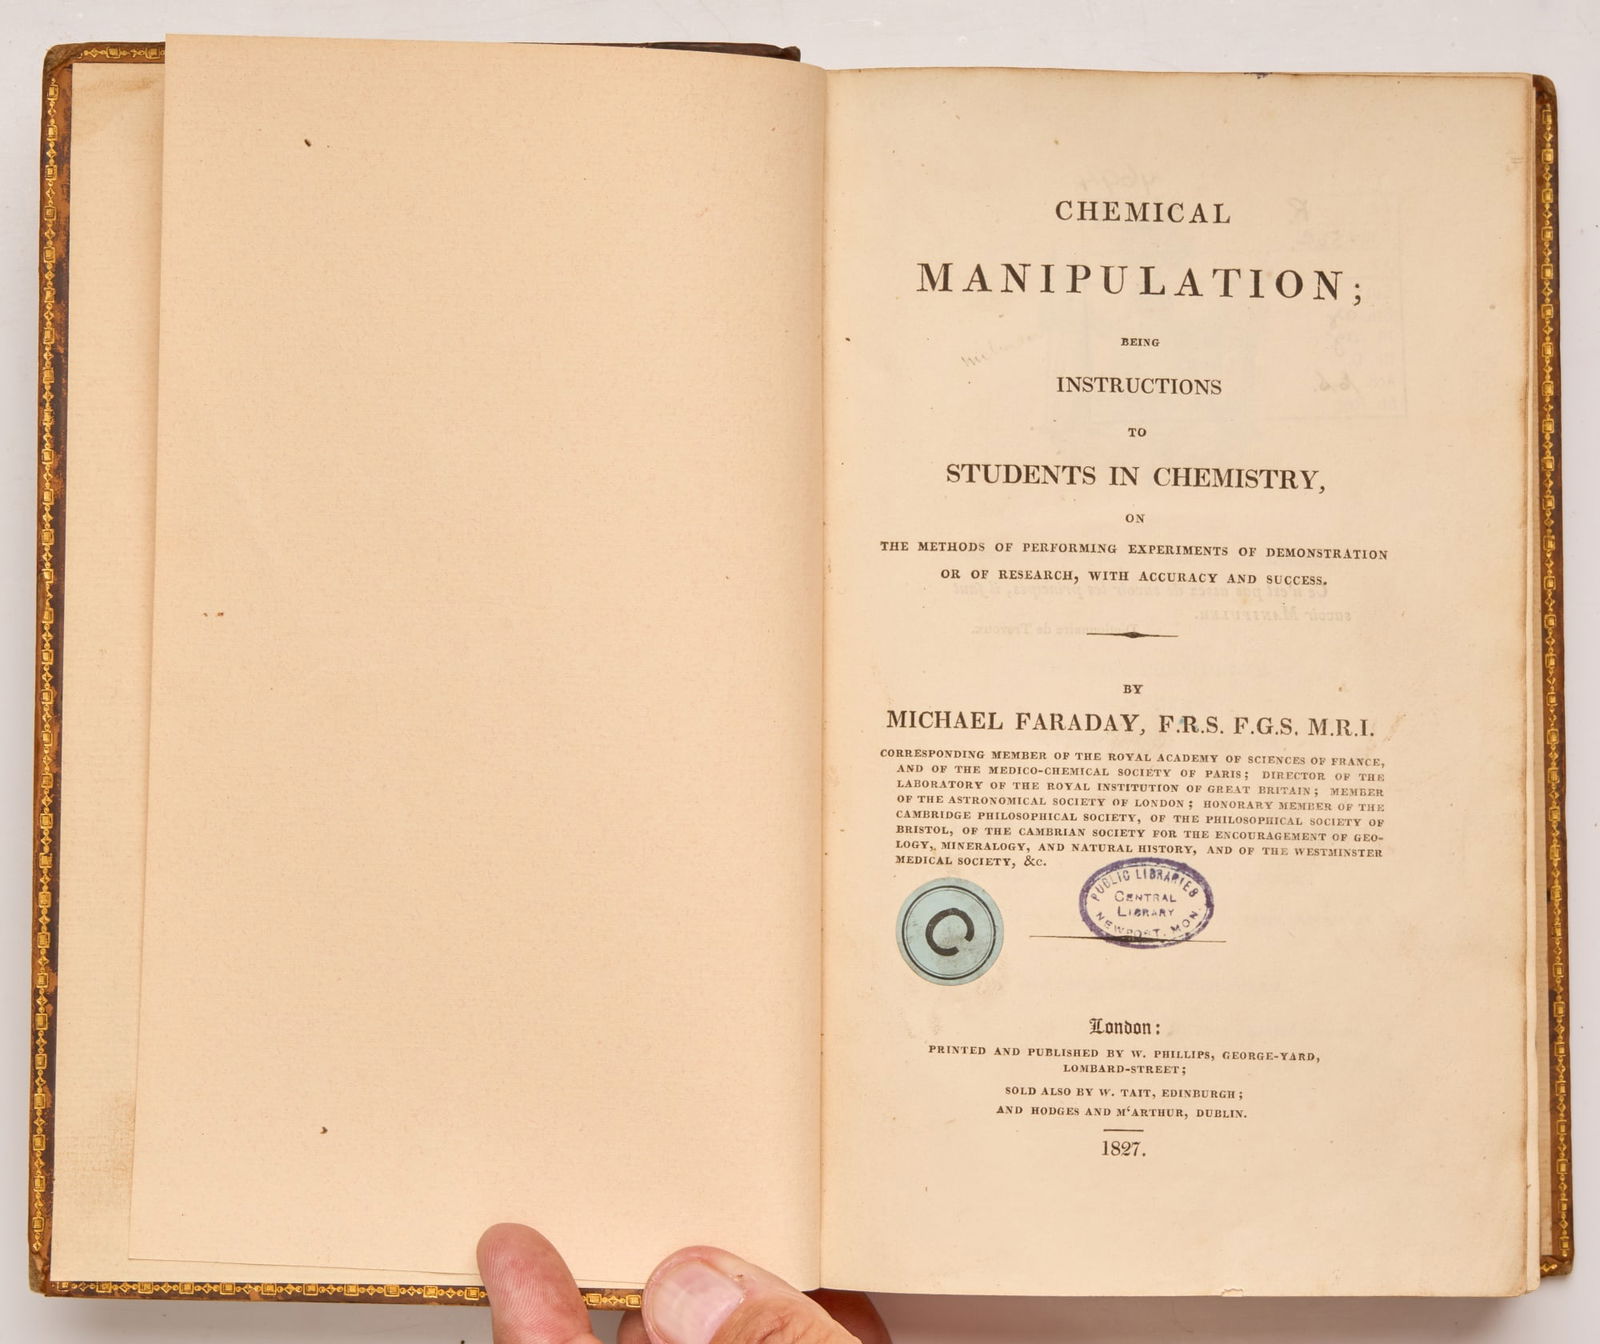 CHEMICAL
MANIPULATION;
BEING
INSTRUCTIONS
TO
STUDENTS IN CHEMISTRY,
ON
THE METHODS OF PERFORMING EXPERIMENTS OF DEMONSTRATION
OR OF RESEARCH, WITH ACCURACY AND SUCCESS.
BY
MICHAEL FARADAY, F.R.S. F.G.S. M.R.I.
CORRESPONDING MEMBER OF THE ROYAL ACADEMY OF SCIENCES OF FRANCE,
AND OF THE MEDICO-CHEMICAL SOCIETY OF PARIS; DIRECTOR OF THE
LABORATORY OF THE ROYAL INSTITUTION OF GREAT BRITAIN; MEMBER
OF THE ASTRONOMICAL SOCIETY OF LONDON; HONORARY MEMBER OF THE
CAMBRIDGE PHILOSOPHICAL SOCIETY, OF THE PHILOSOPHICAL SOCIETY OF
BRISTOL, OF THE CAMBRIAN SOCIETY FOR THE ENCOURAGEMENT OF GEO-
LOGY, MINERALOGY, AND NATURAL HISTORY, AND OF THE WESTMINSTER
MEDICAL SOCIETY, &c.
PUBLIC LIBRARIES
CENTRAL
LIBRARY
NEWPORT. MON.
C
London:
PRINTED AND PUBLISHED BY W. PHILLIPS, GEORGE-YARD,
LOMBARD-STREET;
SOLD ALSO BY W. TAIT, EDINBURGH;
AND HODGES AND M‘ARTHUR, DUBLIN.
1827.